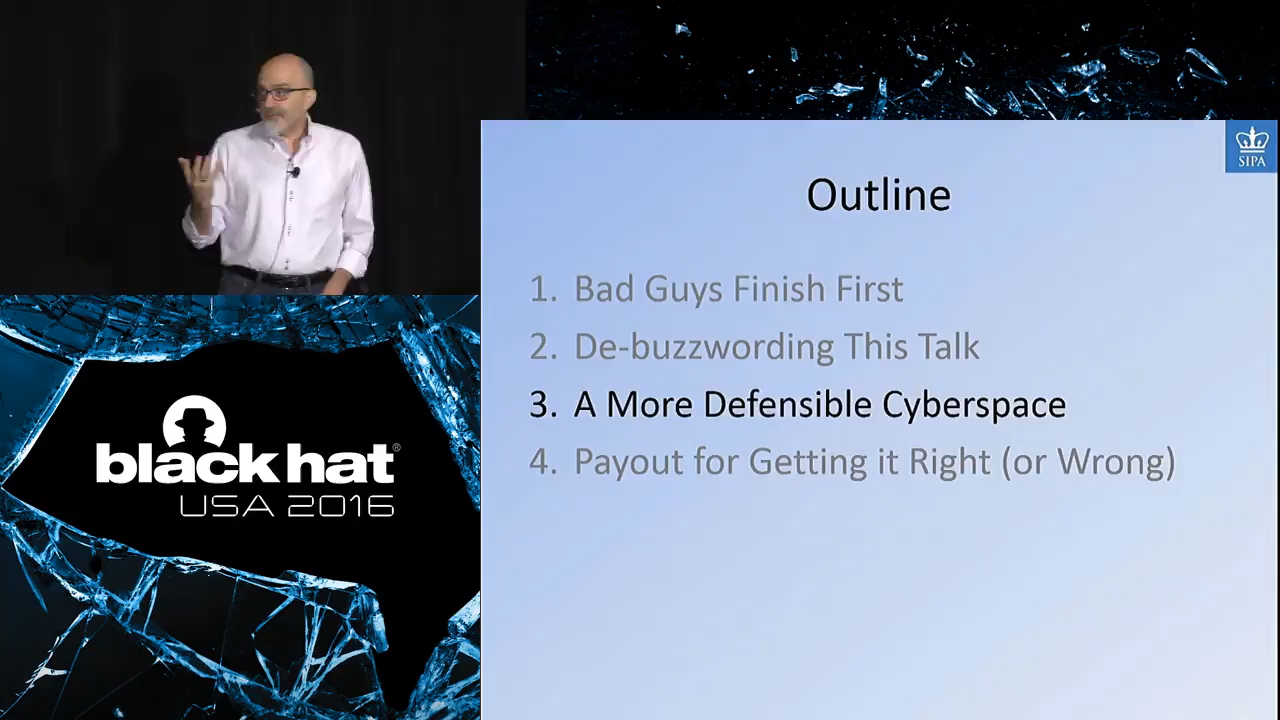 SIPA
Outline
1. Bad Guys Finish First
2. De-buzzwording This Talk
3. A More Defensible Cyberspace
4. Payout for Getting it Right (or Wrong)
black hat®
USA 2016